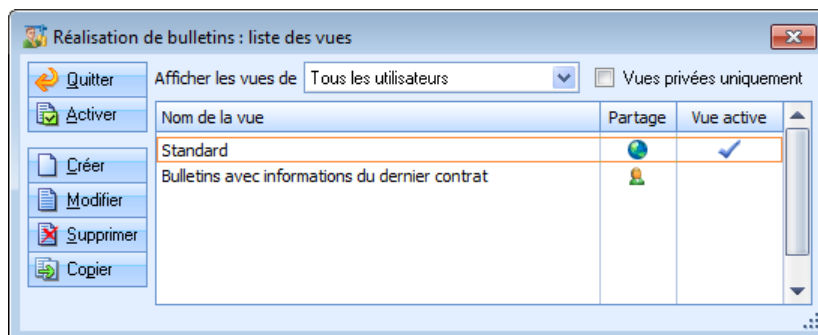 Réalisation de bulletins : liste des vues
Quitter
Afficher les vues de Tous les utilisateurs Vues privées uniquement
Activer
Nom de la vue Partage Vue active
Standard
Créer
Bulletins avec informations du dernier contrat
Modifier
Supprimer
Copier